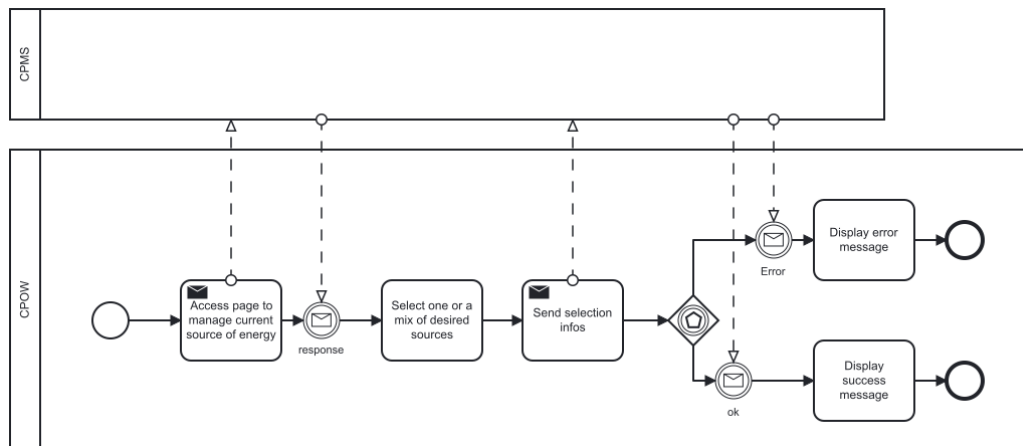 CPMS
CPOW
Access page to
manage current
source of energy
response
Select one or a
mix of desired
sources
Send selection
infos
Error
Display error
message
ok
Display
success
message